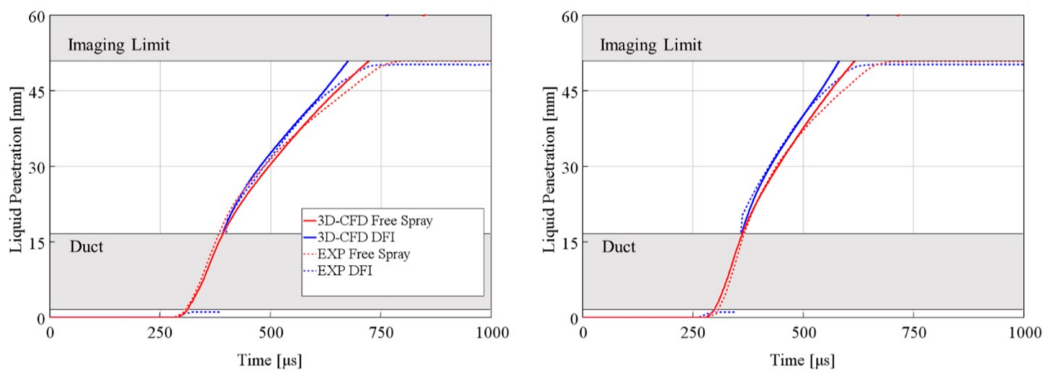 60
Imaging Limit
45
30
15
0
Duct
Liquid Penetration [mm]
3D-CFD Free Spray
3D-CFD DFI
EXP Free Spray
EXP DFI
0
250
500
750
1000
Time [μs]
60
Imaging Limit
45
30
15
0
Duct
Liquid Penetration [mm]
0
250
500
750
1000
Time [μs]